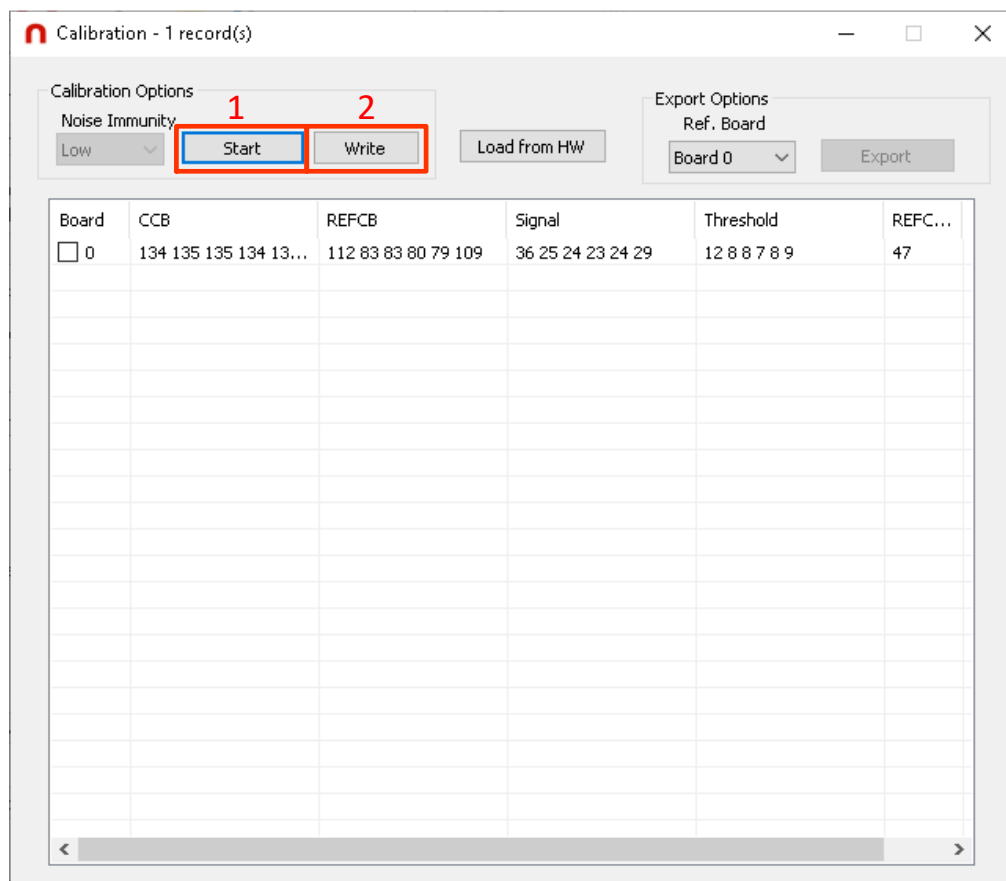 Calibration - 1 record(s)
Calibration Options
1
2
Noise Immunity
Low
Start
Write
Load from HW
Export Options
Ref. Board
Board 0
Export
Board CCB REFCB Signal Threshold REFC...
0 134 135 135 134 13... 112 83 83 80 79 109 36 25 24 23 24 29 12 8 8 7 8 9 47